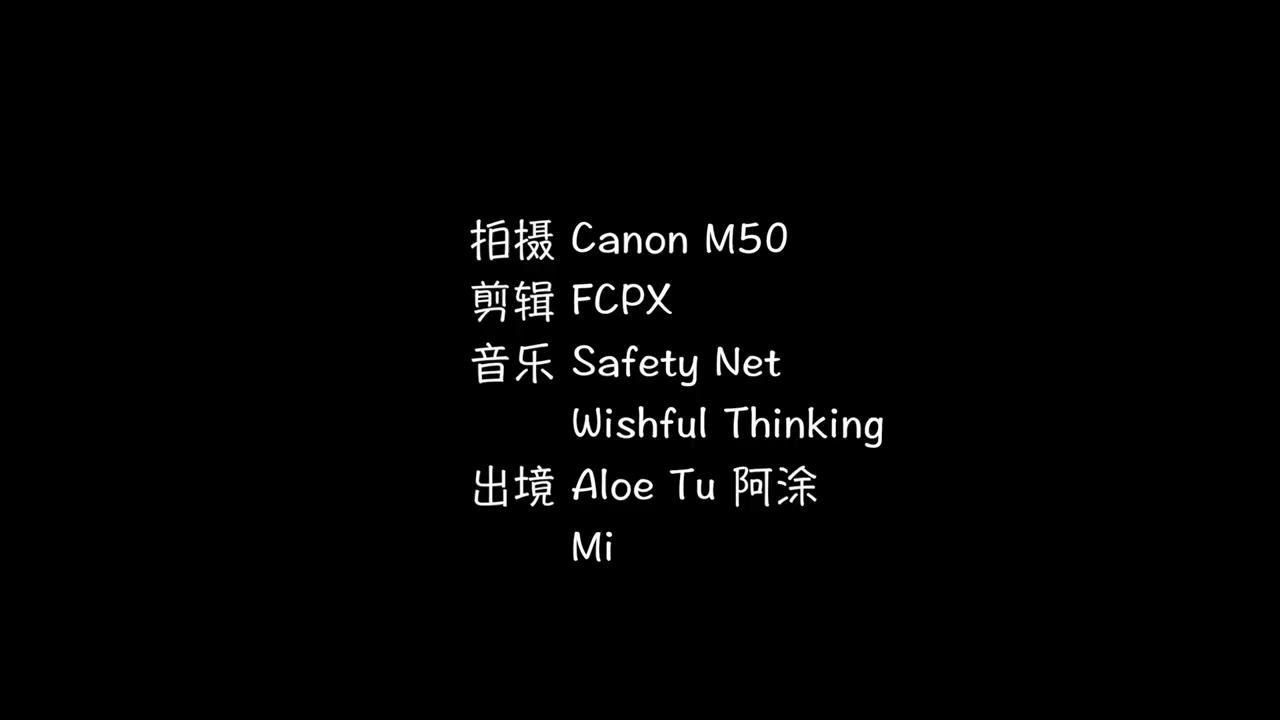 拍摄 Canon M50
剪辑 FCPX
音乐 Safety Net
Wishful Thinking
出境 Aloe Tu 阿涂
Mi